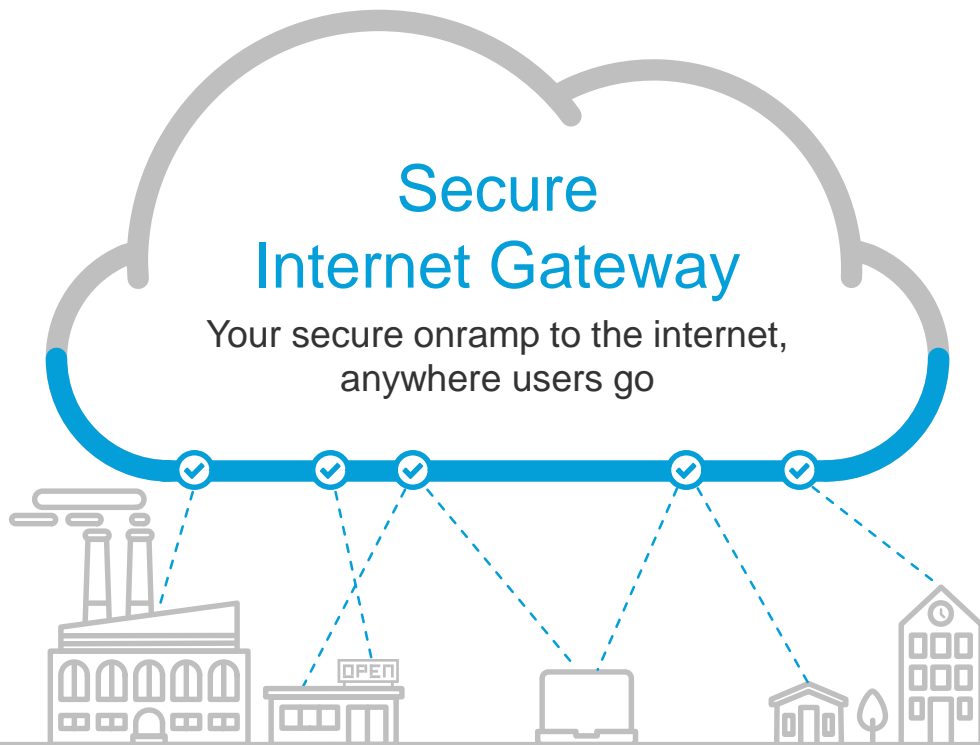 Secure
Internet Gateway
Your secure onramp to the internet,
anywhere users go
OPEN